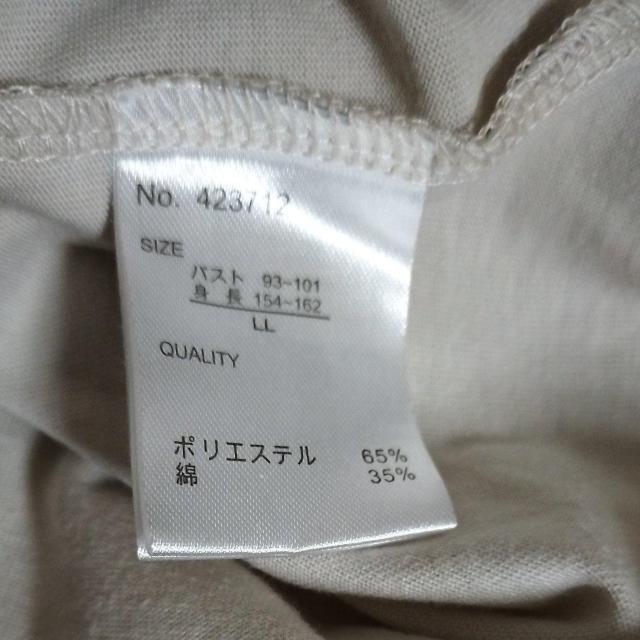 No. 423712
SIZE
バスト 93~101
身長 154~162
LL
QUALITY
ポリエステル 65%
綿 35%